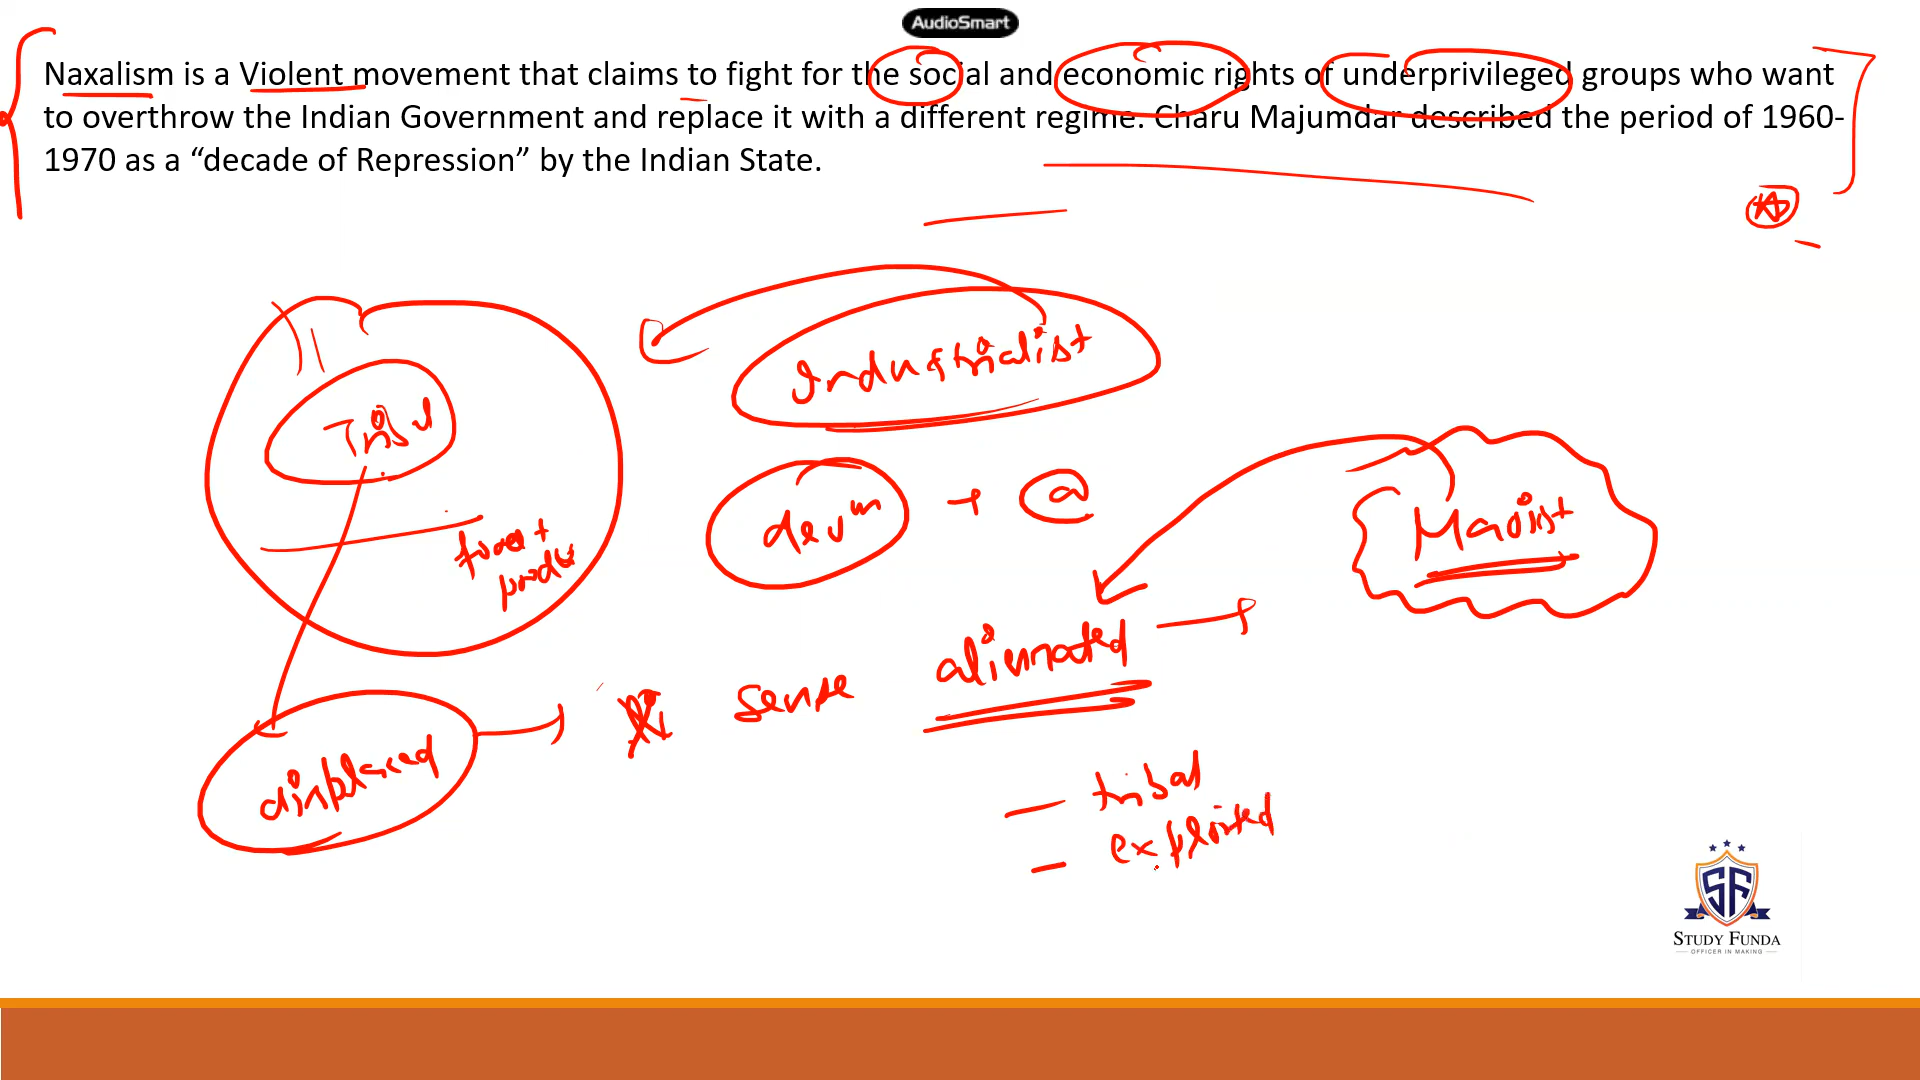 AudioSmart
Naxalism is a Violent movement that claims to fight for the social and economic rights of underprivileged groups who want
to overthrow the Indian Government and replace it with a different regime. Charu Majumdar described the period of 1960-
1970 as a “decade of Repression” by the Indian State.
Industrialist
Tribal
devm + @
Maoist
forest
produ
sense alienated
displaced
- tribal
- exploited
SF
STUDY FUNDA
OFFICER IN MAKING